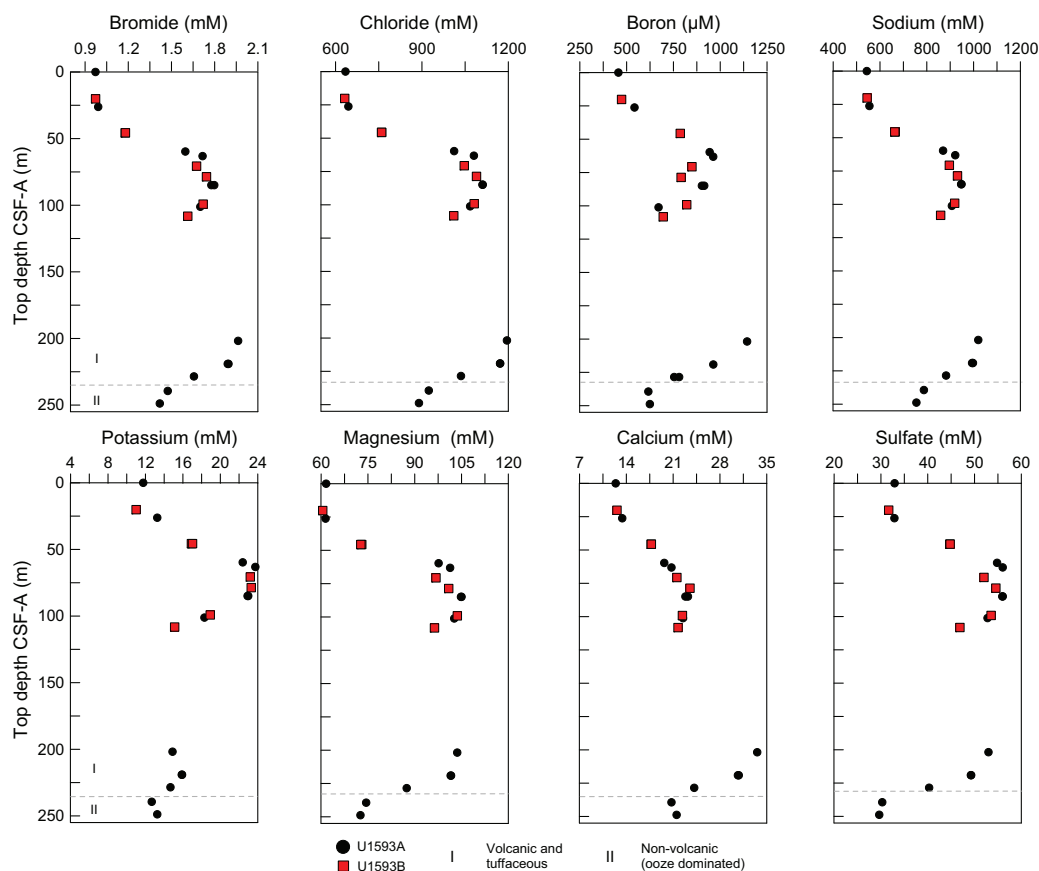 Bromide (mM) Chloride (mM) Boron (µM) Sodium (mM)
0.9 1.2 1.5 1.8 2.1 600 900 1200 250 500 750 1000 1250 400 600 800 1000 1200
Top depth CSF-A (m)
0
50
100
150
200
250
I
II
Potassium (mM) Magnesium (mM) Calcium (mM) Sulfate (mM)
4 8 12 16 20 24 60 75 90 105 120 7 14 21 28 35 20 30 40 50 60
Top depth CSF-A (m)
0
50
100
150
200
250
I
II
U1593A I Volcanic and II Non-volcanic
U1593B tuffaceous (ooze dominated)